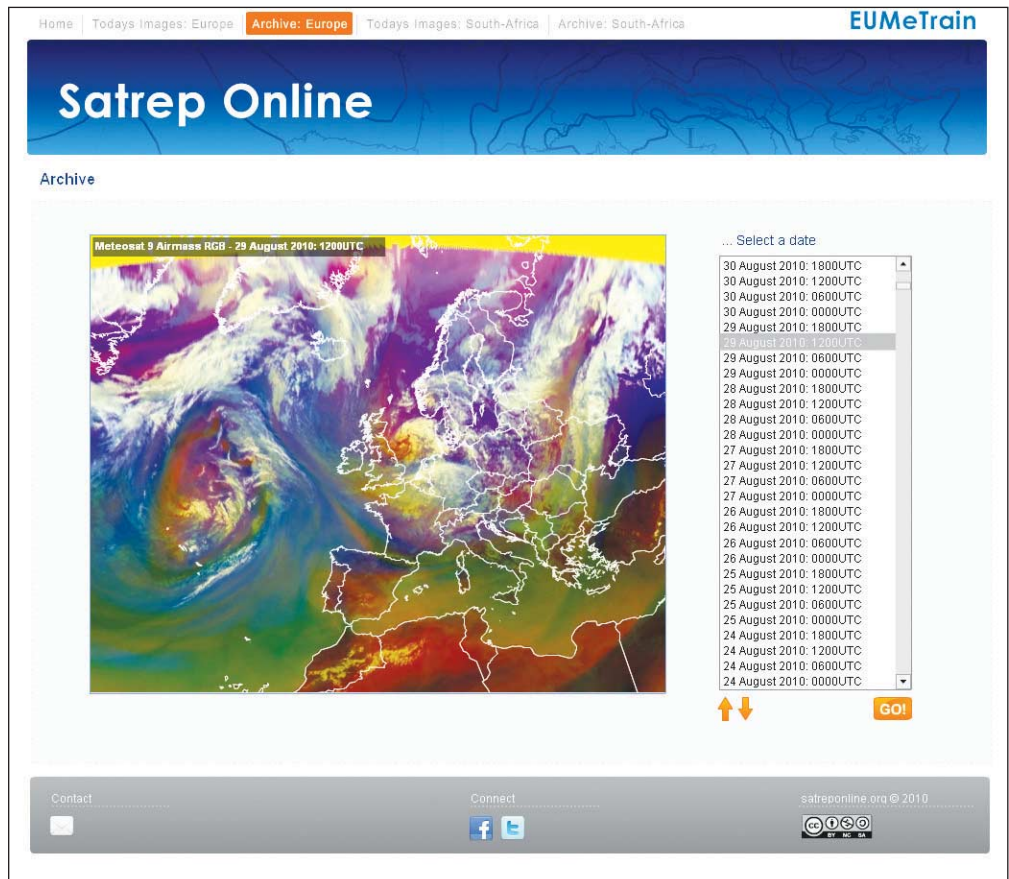 Home Todays Images: Europe Archive: Europe Todays Images: South-Africa Archive: South-Africa
EUMeTrain
Satrep Online
L
Archive
Meteosat 9 Airmass RGB - 29 August 2010: 1200UTC
... Select a date
30 August 2010: 1800UTC
30 August 2010: 1200UTC
30 August 2010: 0600UTC
30 August 2010: 0000UTC
29 August 2010: 1800UTC
29 August 2010: 1200UTC
29 August 2010: 0600UTC
29 August 2010: 0000UTC
28 August 2010: 1800UTC
28 August 2010: 1200UTC
28 August 2010: 0600UTC
28 August 2010: 0000UTC
27 August 2010: 1800UTC
27 August 2010: 1200UTC
27 August 2010: 0600UTC
27 August 2010: 0000UTC
26 August 2010: 1800UTC
26 August 2010: 1200UTC
26 August 2010: 0600UTC
26 August 2010: 0000UTC
25 August 2010: 1800UTC
25 August 2010: 1200UTC
25 August 2010: 0600UTC
25 August 2010: 0000UTC
24 August 2010: 1800UTC
24 August 2010: 1200UTC
24 August 2010: 0600UTC
24 August 2010: 0000UTC
GO!
Contact
Connect
satreponline.org © 2010
cc
BY NC SA